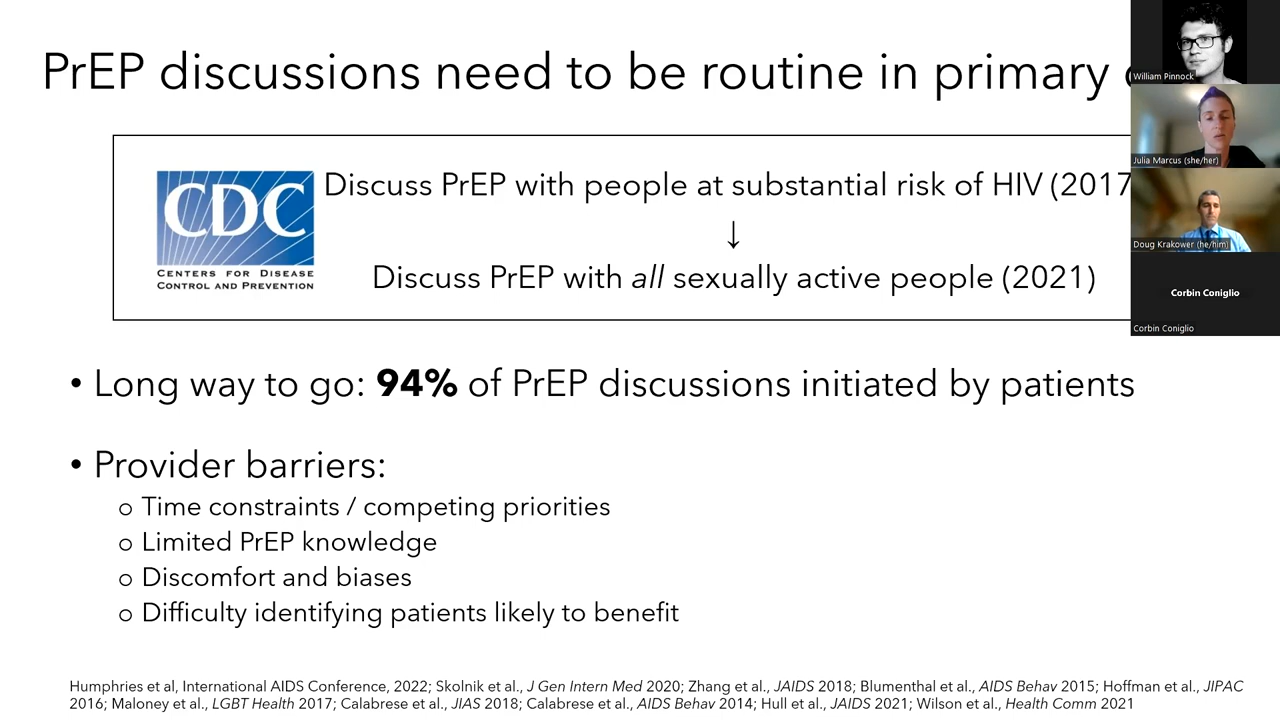 PrEP discussions need to be routine in primary
CDC
CENTERS FOR DISEASE
CONTROL AND PREVENTION
Discuss PrEP with people at substantial risk of HIV (2017
↓
Discuss PrEP with all sexually active people (2021)
• Long way to go: 94% of PrEP discussions initiated by patients
• Provider barriers:
o Time constraints / competing priorities
o Limited PrEP knowledge
o Discomfort and biases
o Difficulty identifying patients likely to benefit
Humphries et al, International AIDS Conference, 2022; Skolnik et al., J Gen Intern Med 2020; Zhang et al., JAIDS 2018; Blumenthal et al., AIDS Behav 2015; Hoffman et al., JIPAC
2016; Maloney et al., LGBT Health 2017; Calabrese et al., JIAS 2018; Calabrese et al., AIDS Behav 2014; Hull et al., JAIDS 2021; Wilson et al., Health Comm 2021
William Pinnock
Julia Marcus (she/her)
Doug Krakower (he/him)
Corbin Coniglio
Corbin Coniglio